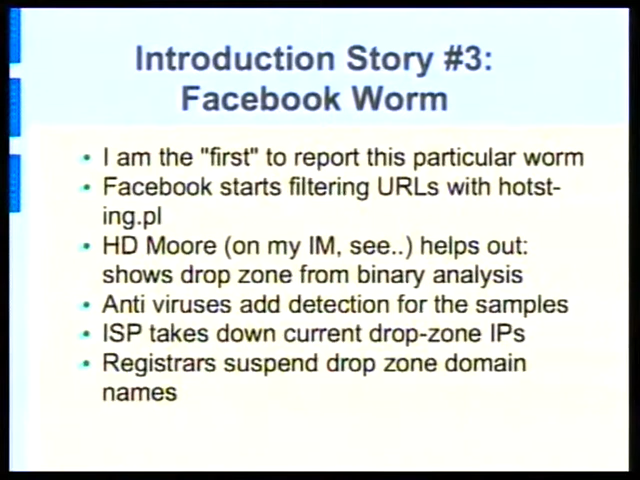 Introduction Story #3:
Facebook Worm
• I am the "first" to report this particular worm
• Facebook starts filtering URLs with hotst-
ing.pl
• HD Moore (on my IM, see..) helps out:
shows drop zone from binary analysis
• Anti viruses add detection for the samples
• ISP takes down current drop-zone IPs
• Registrars suspend drop zone domain
names